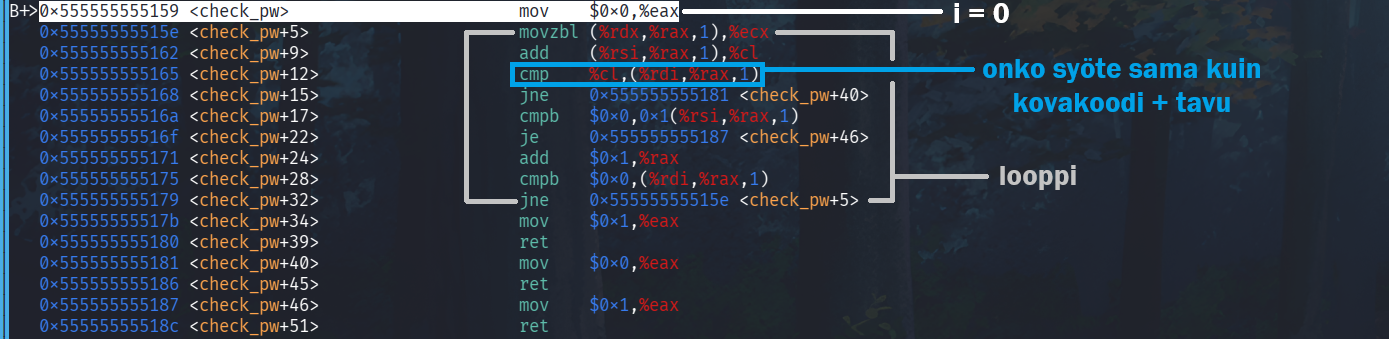 B+>0×555555555159 <check_pw> mov $0×0,%eax i = 0
0×55555555515e <check_pw+5> movzbl (%rdx,%rax,1),%ecx
0×555555555162 <check_pw+9> add (%rsi,%rax,1),%cl
0×555555555165 <check_pw+12> cmp %cl,(%rdi,%rax,1) onko syöte sama kuin
0×555555555168 <check_pw+15> jne 0×555555555181 <check_pw+40> kovakoodi + tavu
0×55555555516a <check_pw+17> cmpb $0×0,0×1(%rsi,%rax,1)
0×55555555516f <check_pw+22> je 0×555555555187 <check_pw+46>
0×555555555171 <check_pw+24> add $0×1,%rax
0×555555555175 <check_pw+28> cmpb $0×0,(%rdi,%rax,1) looppi
0×555555555179 <check_pw+32> jne 0×55555555515e <check_pw+5>
0×55555555517b <check_pw+34> mov $0×1,%eax
0×555555555180 <check_pw+39> ret
0×555555555181 <check_pw+40> mov $0×0,%eax
0×555555555186 <check_pw+45> ret
0×555555555187 <check_pw+46> mov $0×1,%eax
0×55555555518c <check_pw+51> ret